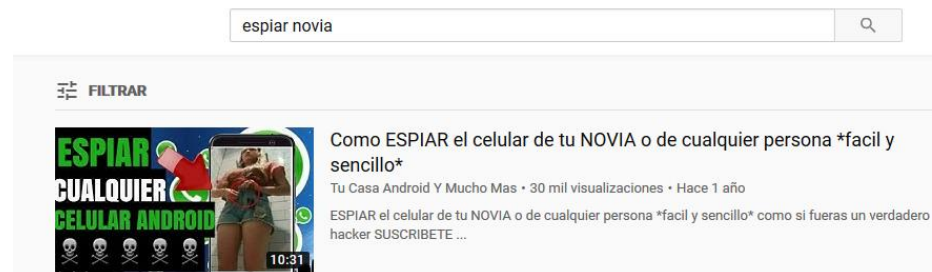 espiar novia
FILTRAR
ESPIAR
CUALQUIER
CELULAR ANDROID
10:31
Como ESPIAR el celular de tu NOVIA o de cualquier persona *facil y
sencillo*
Tu Casa Android Y Mucho Mas • 30 mil visualizaciones • Hace 1 año
ESPIAR el celular de tu NOVIA o de cualquier persona *facil y sencillo* como si fueras un verdadero
hacker SUSCRIBETE ...